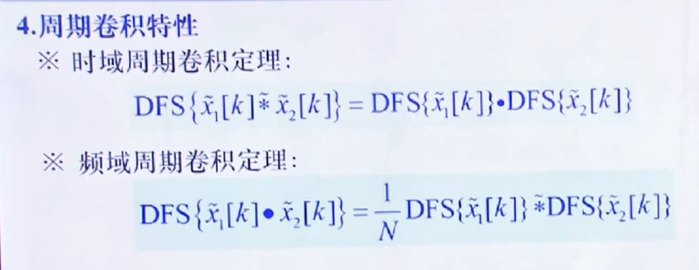 4.周期卷积特性
※ 时域周期卷积定理:
DFS{x̃₁[k] ⃰̃ x̃₂[k]} = DFS{x̃₁[k]}•DFS{x̃₂[k]}
※ 频域周期卷积定理:
DFS{x̃₁[k]•x̃₂[k]} = 1/N DFS{x̃₁[k]} ⃰̃ DFS{x̃₂[k]}